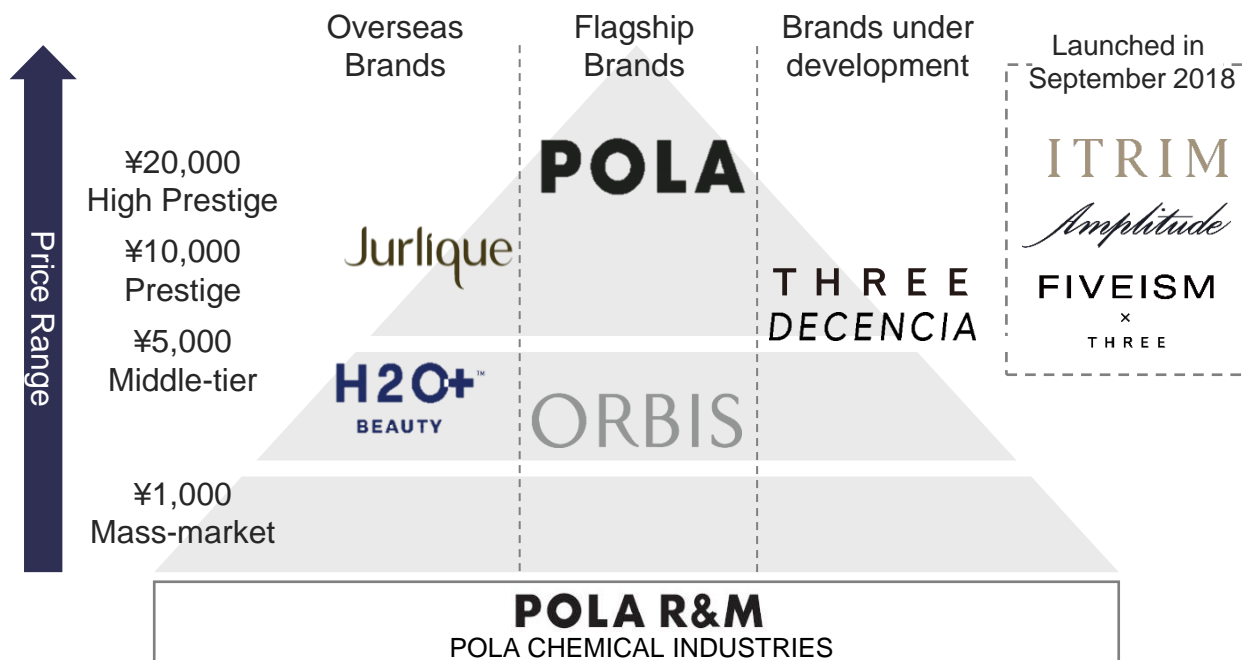 Overseas
Brands
Flagship
Brands
Brands under
development
Launched in
September 2018
Price Range
¥20,000
High Prestige
¥10,000
Prestige
¥5,000
Middle-tier
¥1,000
Mass-market
POLA
Jurlique
H2O+™
BEAUTY
ORBIS
THREE
DECENCIA
ITRIM
Amplitude
FIVEISM
×
THREE
POLA R&M
POLA CHEMICAL INDUSTRIES